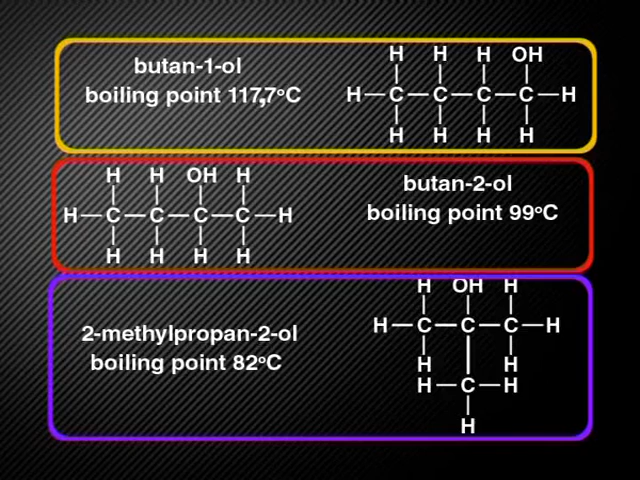 butan-1-ol
boiling point 117,7°C
H H H OH
H—C—C—C—C—H
H H H H
H H OH H
H—C—C—C—C—H
H H H H
butan-2-ol
boiling point 99°C
2-methylpropan-2-ol
boiling point 82°C
H OH H
H—C—C—C—H
H H
H—C—H
H